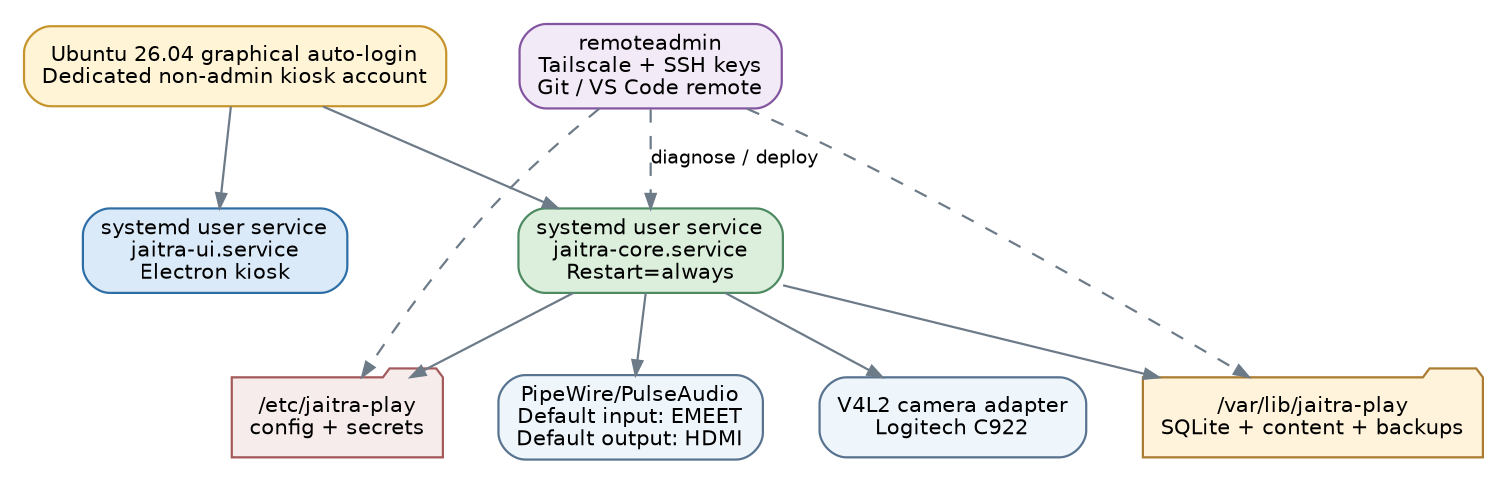 Ubuntu 26.04 graphical auto-login
Dedicated non-admin kiosk account
remoteadmin
Tailscale + SSH keys
Git / VS Code remote
diagnose / deploy
systemd user service
jaitra-ui.service
Electron kiosk
systemd user service
jaitra-core.service
Restart=always
/etc/jaitra-play
config + secrets
PipeWire/PulseAudio
Default input: EMEET
Default output: HDMI
V4L2 camera adapter
Logitech C922
/var/lib/jaitra-play
SQLite + content + backups